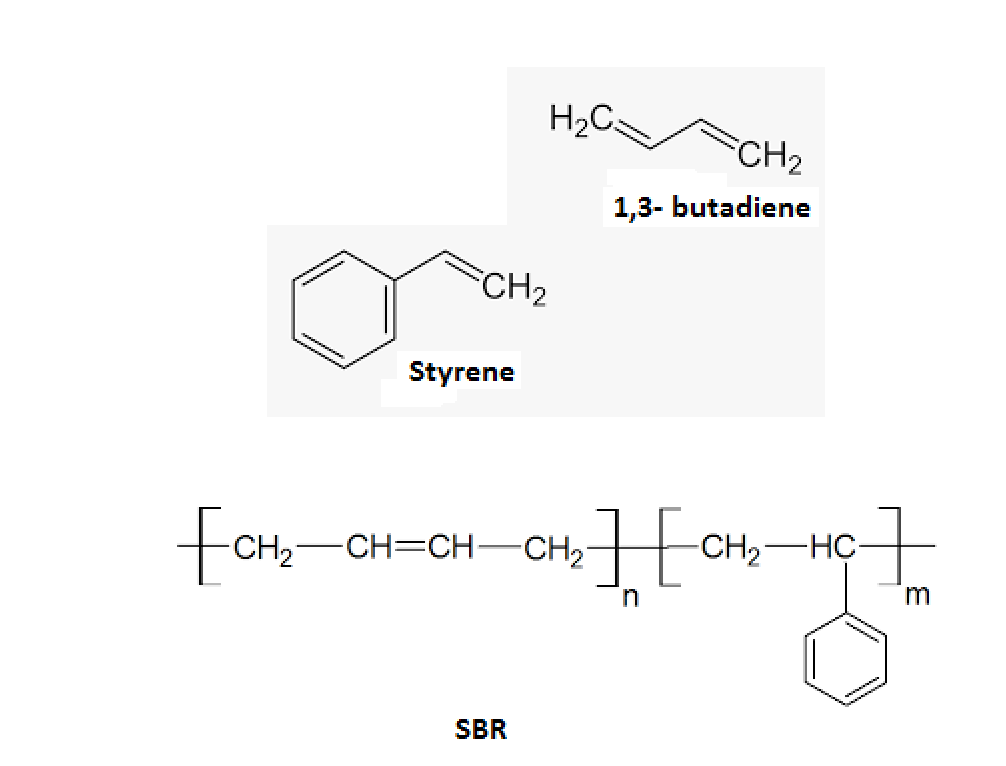 H₂C
CH₂
1,3- butadiene
CH₂
Styrene
CH₂ CH=CH CH₂ n CH₂ HC m
SBR